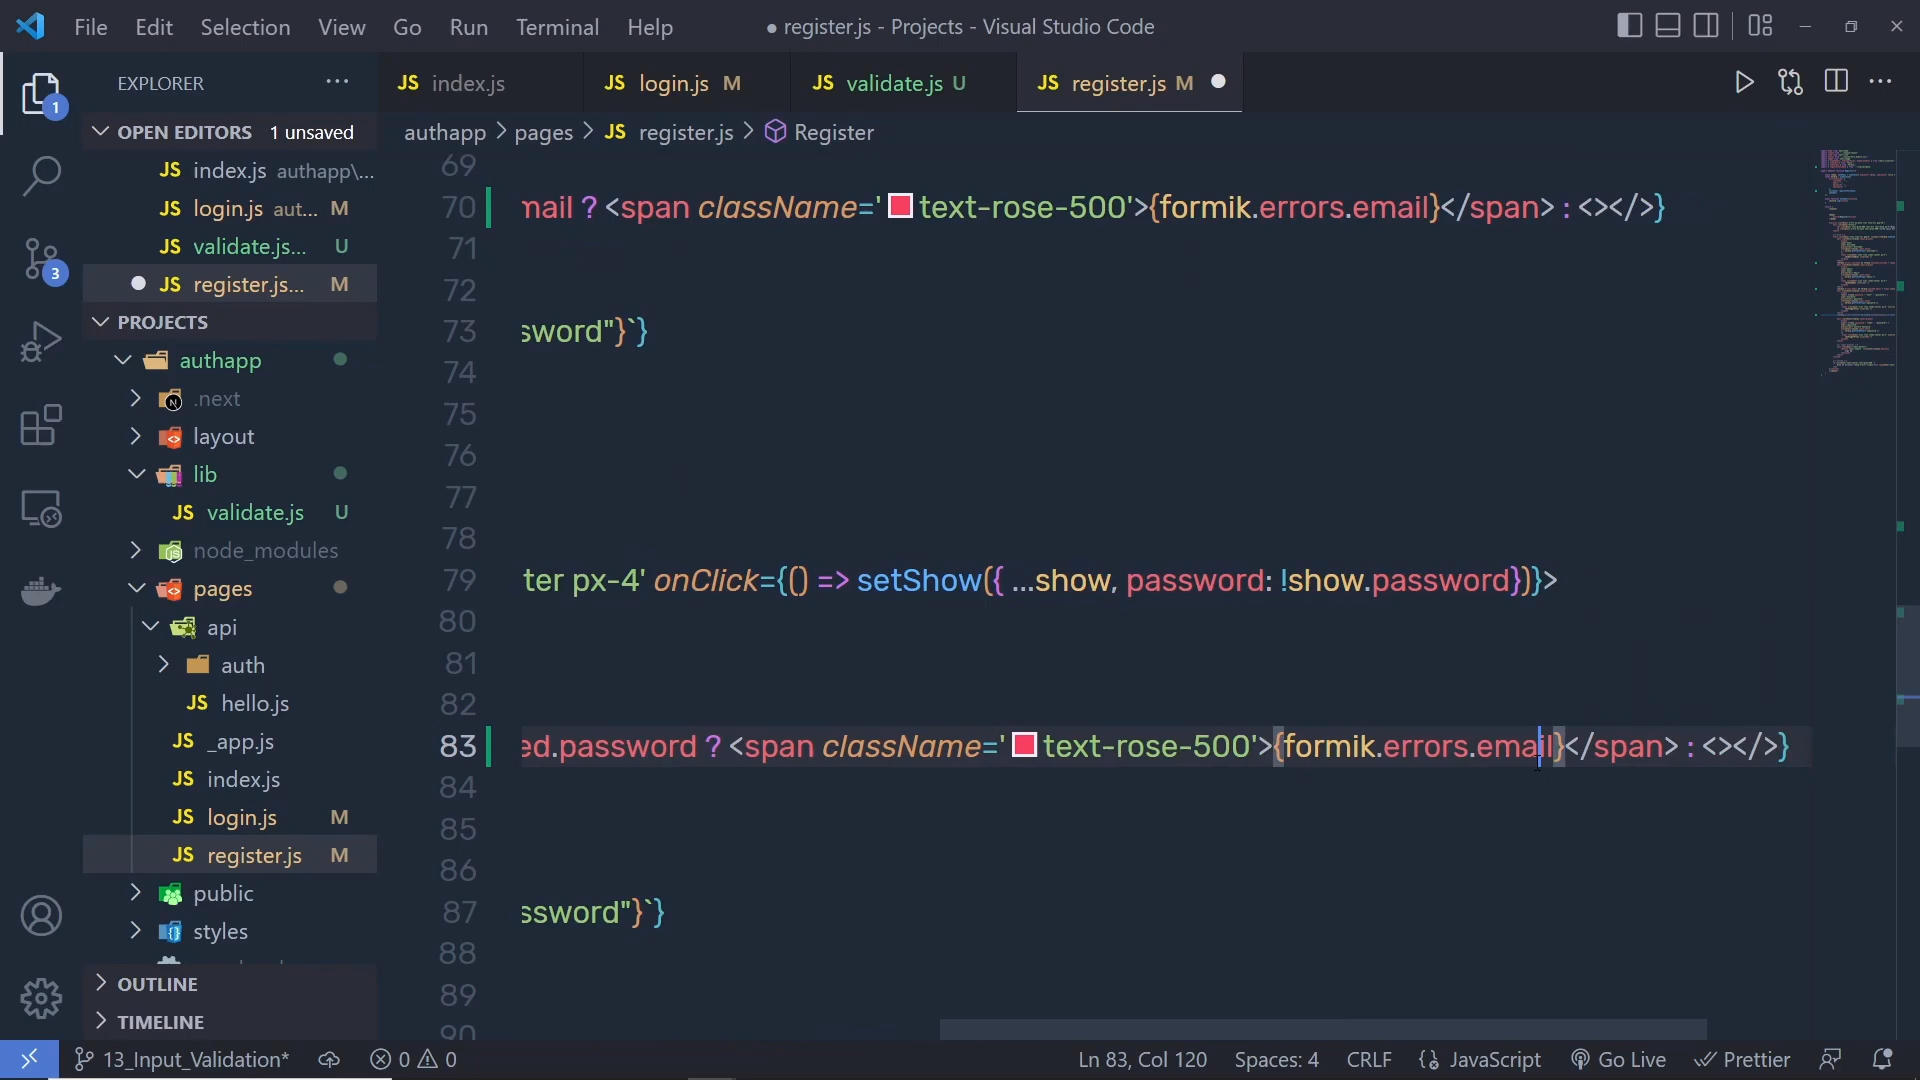 File Edit Selection View Go Run Terminal Help ● register.js - Projects - Visual Studio Code
EXPLORER
JS index.js JS login.js M JS validate.js U JS register.js M
OPEN EDITORS 1 unsaved
authapp > pages > JS register.js > Register
JS index.js authapp\...
JS login.js aut... M
JS validate.js... U
JS register.js... M
PROJECTS
authapp
.next
layout
lib
JS validate.js U
node_modules
pages
api
auth
JS hello.js
JS _app.js
JS index.js
JS login.js M
JS register.js M
public
styles
OUTLINE
TIMELINE
1
3
69
70 mail ? <span className='text-rose-500'>{formik.errors.email}</span> : <></>}
71
72
73 sword"}`}
74
75
76
77
78
79 ter px-4' onClick={() => setShow({ ...show, password: !show.password})}>
80
81
82
83 ed.password ? <span className='text-rose-500'>{formik.errors.email}</span> : <></>}
84
85
86
87 ssword"}`}
88
89
90
13_Input_Validation* 0 0 Ln 83, Col 120 Spaces: 4 CRLF JavaScript Go Live Prettier